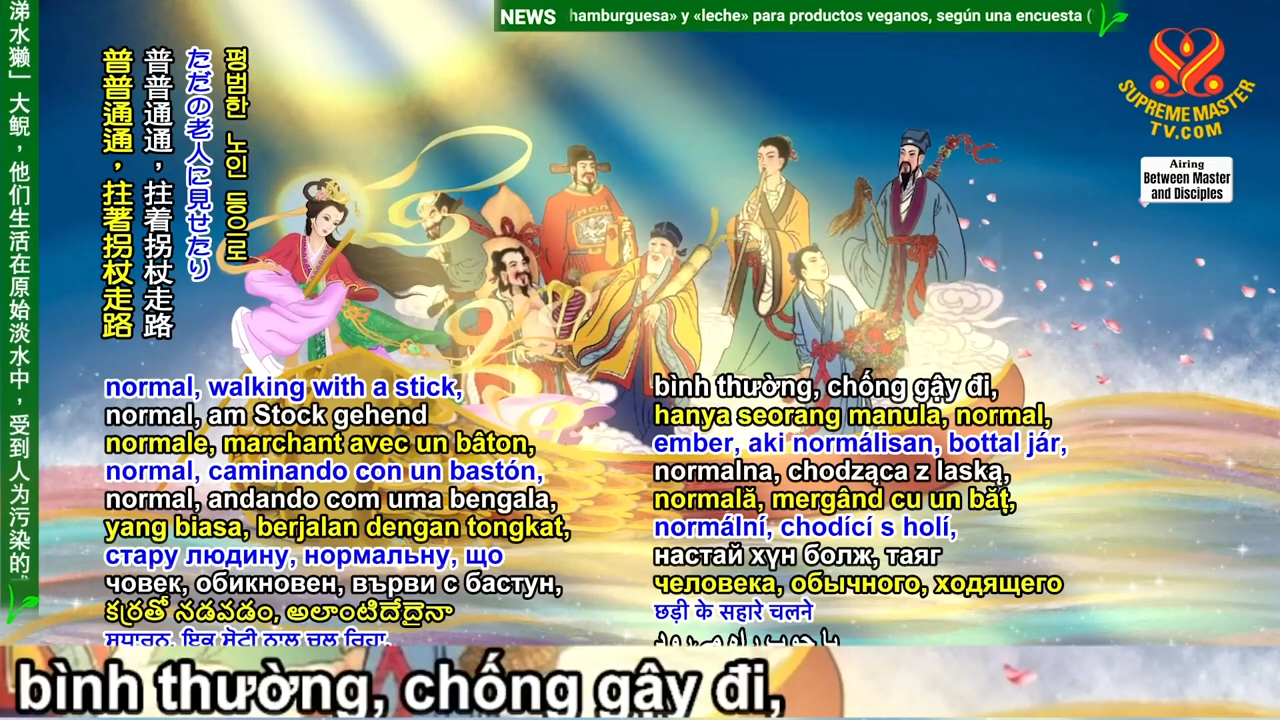 NEWS hamburguesa» y «leche» para productos veganos, según una encuesta (
涕水獭」大鲵，他们生活在原始淡水中，受到人为污染的
SUPREME MASTER
TV.COM
Airing
Between Master
and Disciples
평범한 노인 등으로
ただの老人に見せたり
普普通通，拄着拐杖走路
普普通通，拄著拐杖走路
normal, walking with a stick,
normal, am Stock gehend
normale, marchant avec un bâton,
normal, caminando con un bastón,
normal, andando com uma bengala,
yang biasa, berjalan dengan tongkat,
стару людину, нормальну, що
човек, обикновен, върви с бастун,
కర్రతో నడవడం, అలాంటిదేదైనా
ਸਧਾਰਨ, ਇਕ ਸੋਟੀ ਨਾਲ ਚਲ ਰਿਹਾ,
bình thường, chống gậy đi,
hanya seorang manula, normal,
ember, aki normálisan, bottal jár,
normalna, chodząca z laską,
normală, mergând cu un băț,
normální, chodící s holí,
настай хүн болж, таяг
человека, обычного, ходящего
छड़ी के सहारे चलने
bình thường, chống gậy đi,